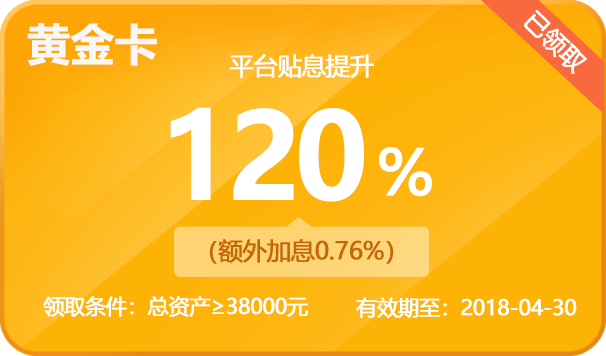 黄金卡
已领取
平台贴息提升
120%
(额外加息0.76%)
领取条件：总资产≥38000元
有效期至：2018-04-30